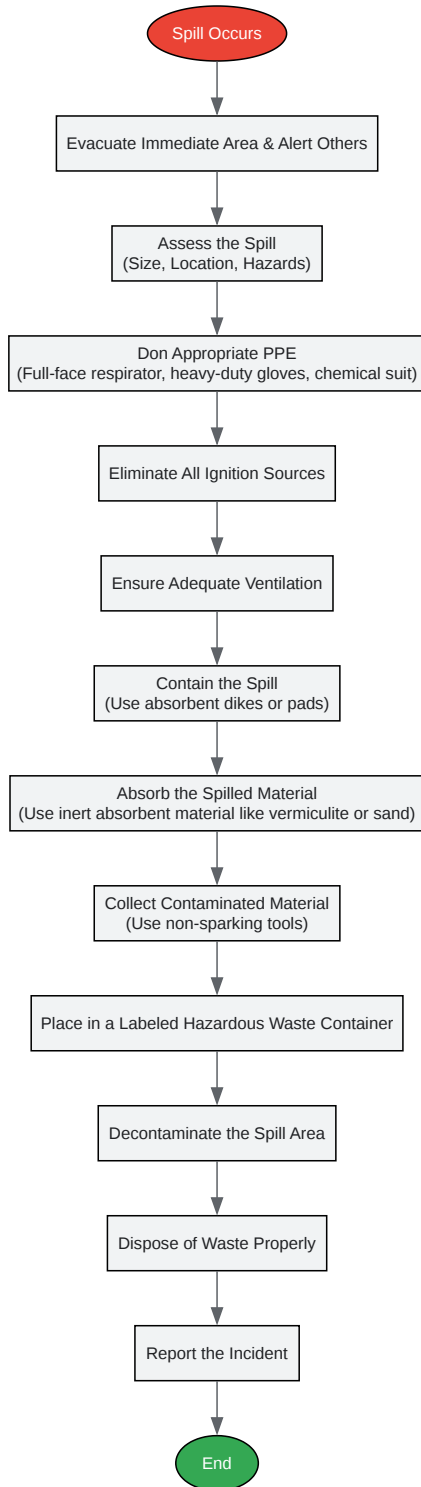 Spill Occurs
Evacuate Immediate Area & Alert Others
Assess the Spill
(Size, Location, Hazards)
Don Appropriate PPE
(Full-face respirator, heavy-duty gloves, chemical suit)
Eliminate All Ignition Sources
Ensure Adequate Ventilation
Contain the Spill
(Use absorbent dikes or pads)
Absorb the Spilled Material
(Use inert absorbent material like vermiculite or sand)
Collect Contaminated Material
(Use non-sparking tools)
Place in a Labeled Hazardous Waste Container
Decontaminate the Spill Area
Dispose of Waste Properly
Report the Incident
End